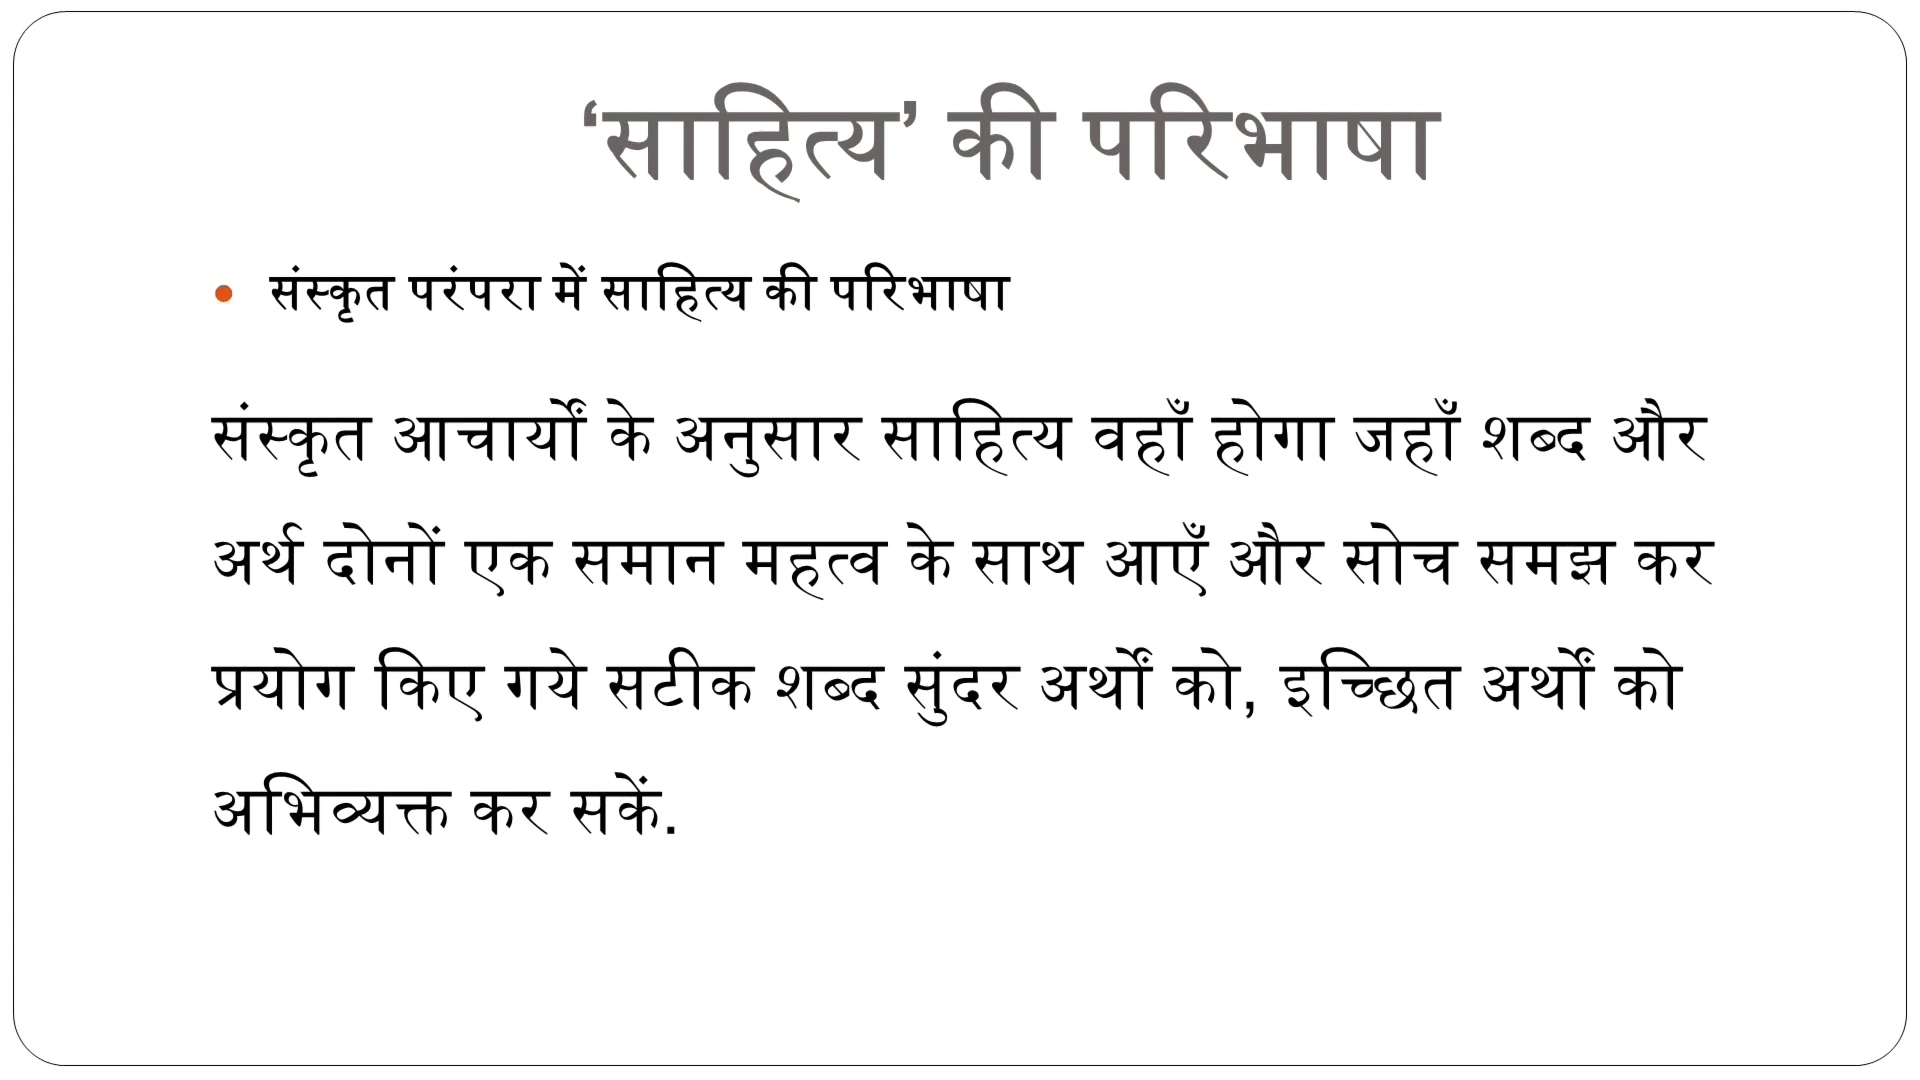 ‘साहित्य’ की परिभाषा
• संस्कृत परंपरा में साहित्य की परिभाषा
संस्कृत आचार्यों के अनुसार साहित्य वहाँ होगा जहाँ शब्द और
अर्थ दोनों एक समान महत्व के साथ आएँ और सोच समझ कर
प्रयोग किए गये सटीक शब्द सुंदर अर्थों को, इच्छित अर्थों को
अभिव्यक्त कर सकें.